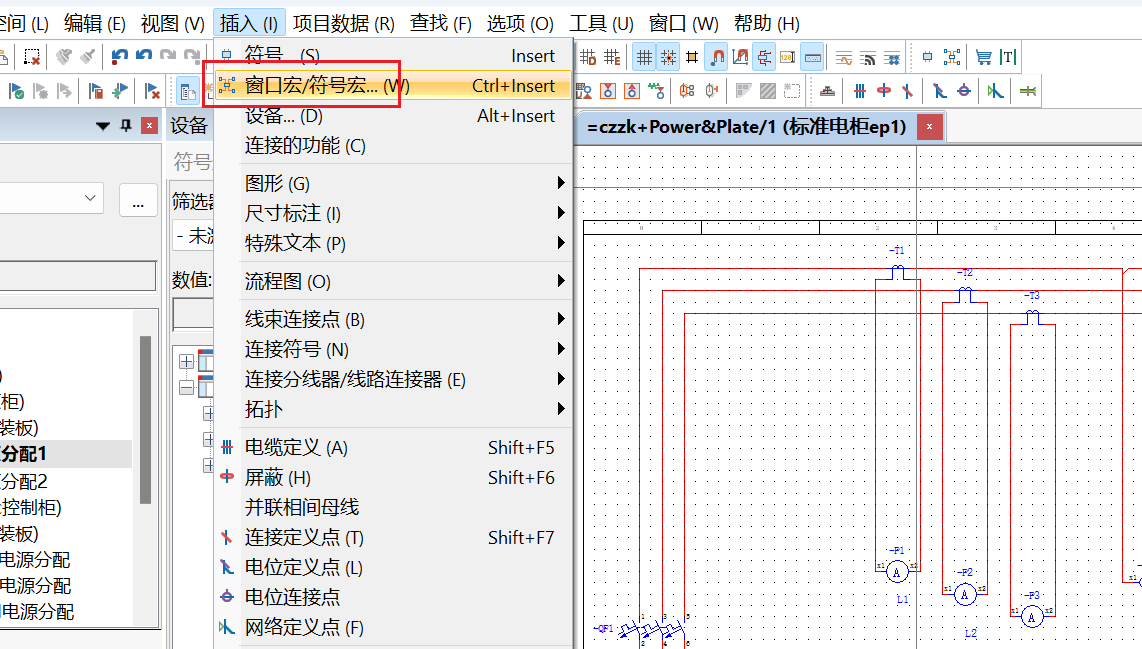 空间 (L) 编辑 (E) 视图 (V) 插入 (I) 项目数据 (R) 查找 (F) 选项 (O) 工具 (U) 窗口 (W) 帮助 (H)
符号 (S) Insert
窗口宏/符号宏... (W) Ctrl+Insert
设备... (D) Alt+Insert
连接的功能 (C)
图形 (G)
尺寸标注 (I)
特殊文本 (P)
流程图 (O)
线束连接点 (B)
连接符号 (N)
连接分线器/线路连接器 (E)
拓扑
电缆定义 (A) Shift+F5
屏蔽 (H) Shift+F6
并联相间母线
连接定义点 (T) Shift+F7
电位定义点 (L)
电位连接点
网络定义点 (F)
设备
符号
筛选器
- 未激
数值:
...
)
柜)
装板)
分配1
分配2
控制柜)
装板)
电源分配
电源分配
电源分配
=czzk+Power&Plate/1 (标准电柜ep1)
0 1 2 3 4
-T1
-T2
-T3
-P1
x1 A x2
L1
-P2
x1 A x2
L2
-P3
x1 A x2
x1
-QF1
1 3 5
2 4 6